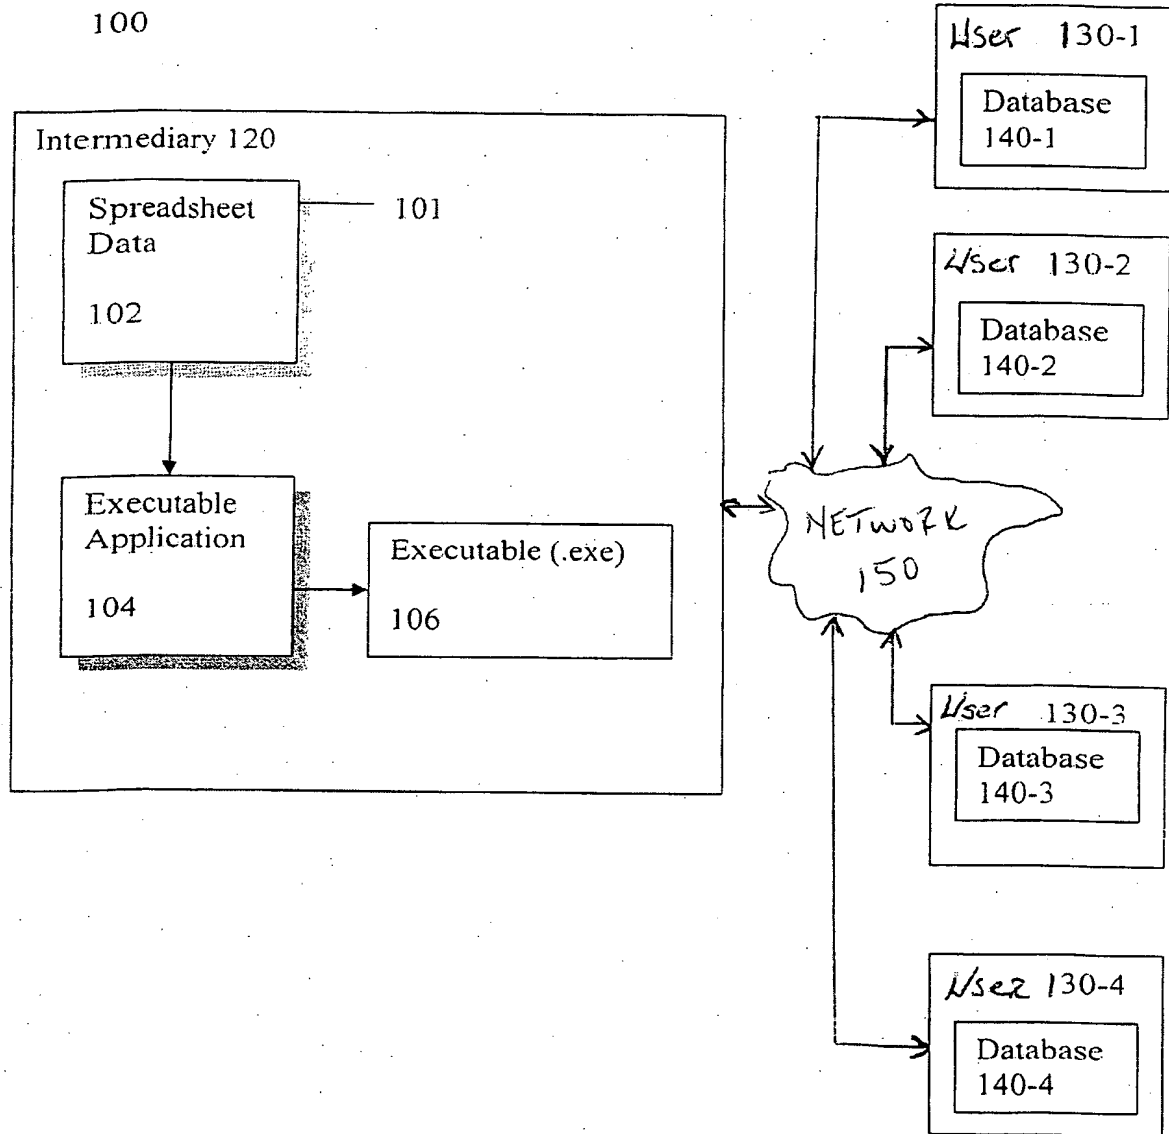 100
Intermediary 120
Spreadsheet
Data
102
101
Executable
Application
104
Executable (.exe)
106
User 130-1
Database
140-1
User 130-2
Database
140-2
NETWORK
150
User 130-3
Database
140-3
User 130-4
Database
140-4